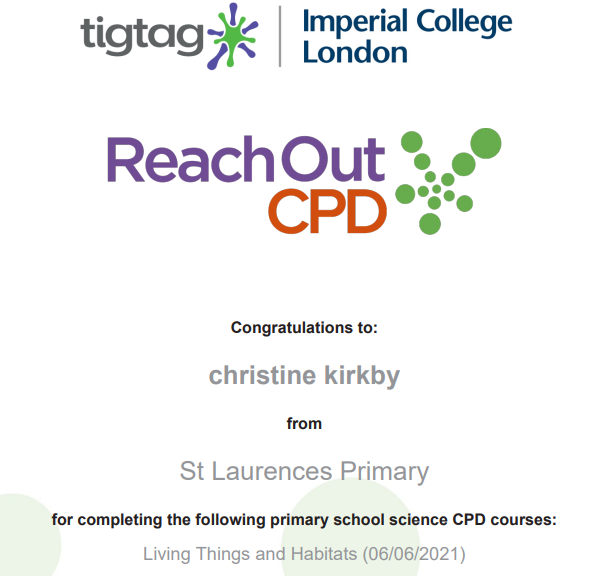 tigtag
Imperial College
London
ReachOut
CPD
Congratulations to:
christine kirkby
from
St Laurences Primary
for completing the following primary school science CPD courses:
Living Things and Habitats (06/06/2021)